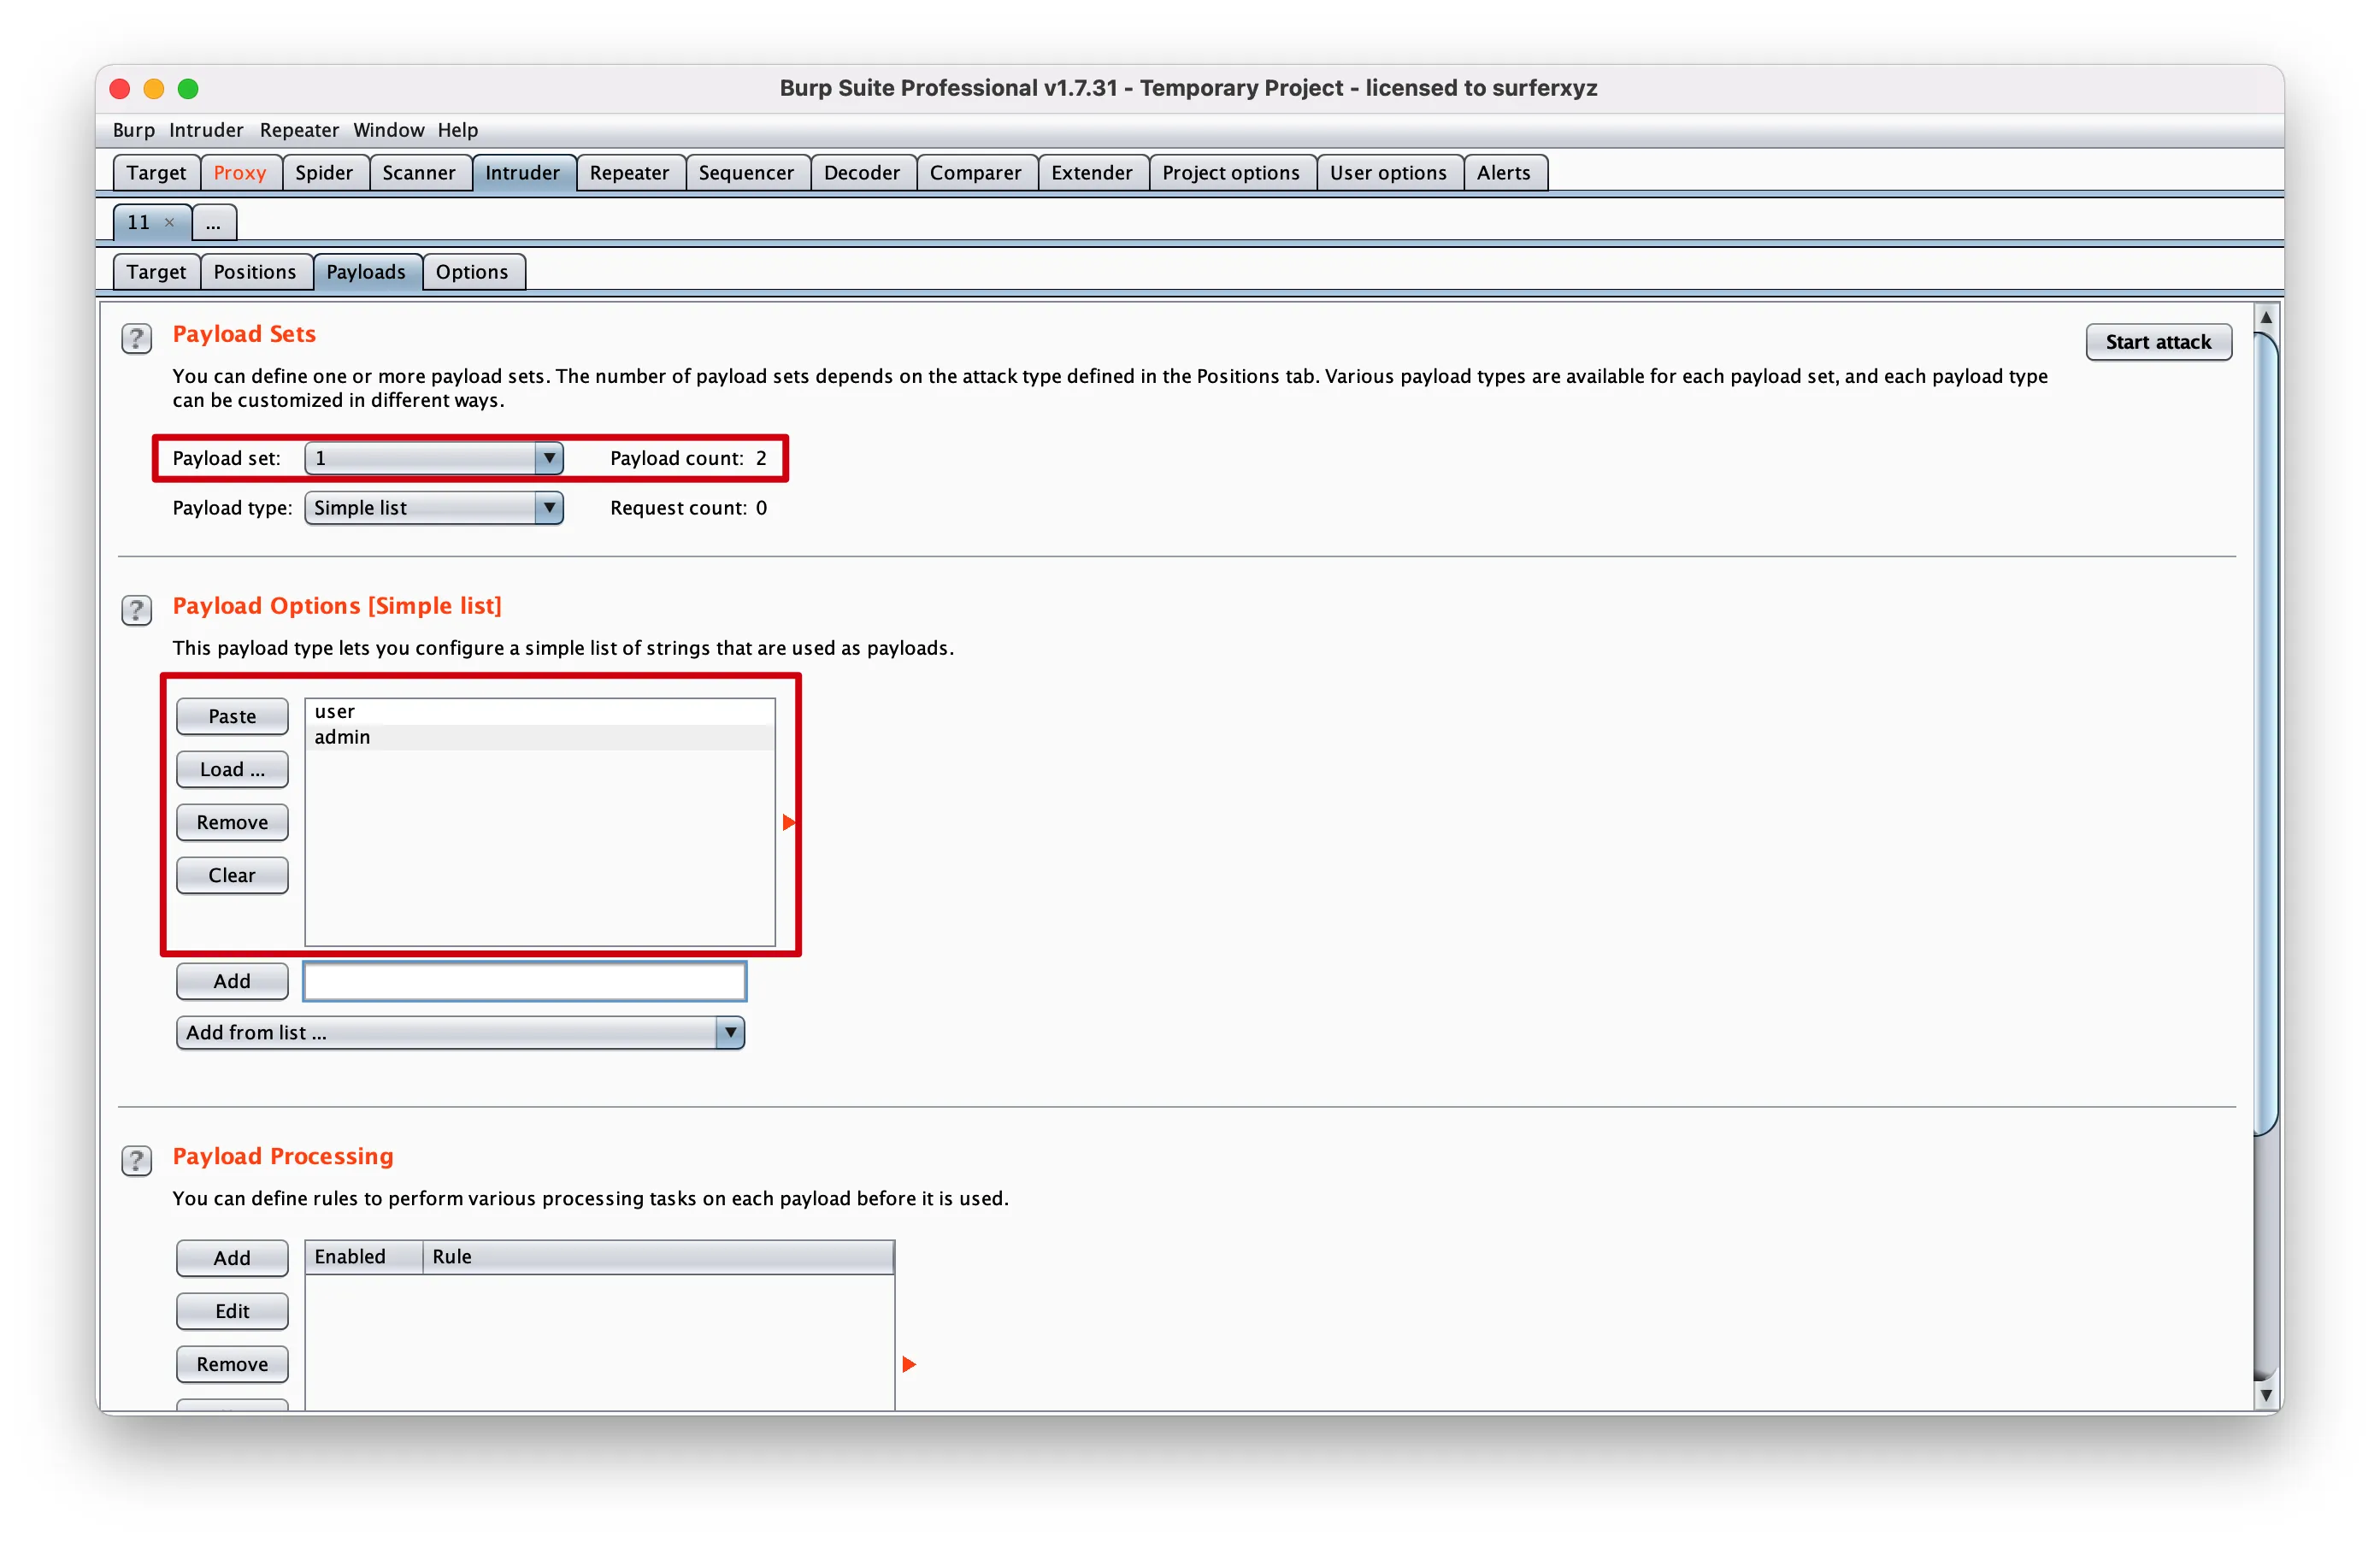 Burp Suite Professional v1.7.31 - Temporary Project - licensed to surferxyz
Burp Intruder Repeater Window Help
Target Proxy Spider Scanner Intruder Repeater Sequencer Decoder Comparer Extender Project options User options Alerts
11 × ...
Target Positions Payloads Options
? Payload Sets
Start attack
You can define one or more payload sets. The number of payload sets depends on the attack type defined in the Positions tab. Various payload types are available for each payload set, and each payload type
can be customized in different ways.
Payload set: 1 Payload count: 2
Payload type: Simple list Request count: 0
? Payload Options [Simple list]
This payload type lets you configure a simple list of strings that are used as payloads.
Paste
Load ...
Remove
Clear
user
admin
Add
Add from list ...
? Payload Processing
You can define rules to perform various processing tasks on each payload before it is used.
Add
Edit
Remove
Enabled Rule